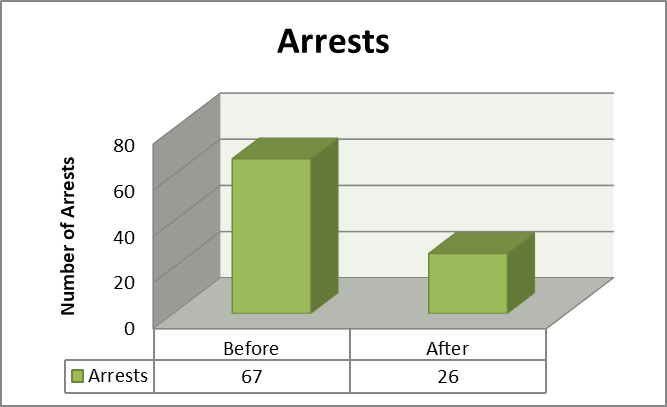 Arrests
Number of Arrests
80
60
40
20
0
Before After
Arrests 67 26